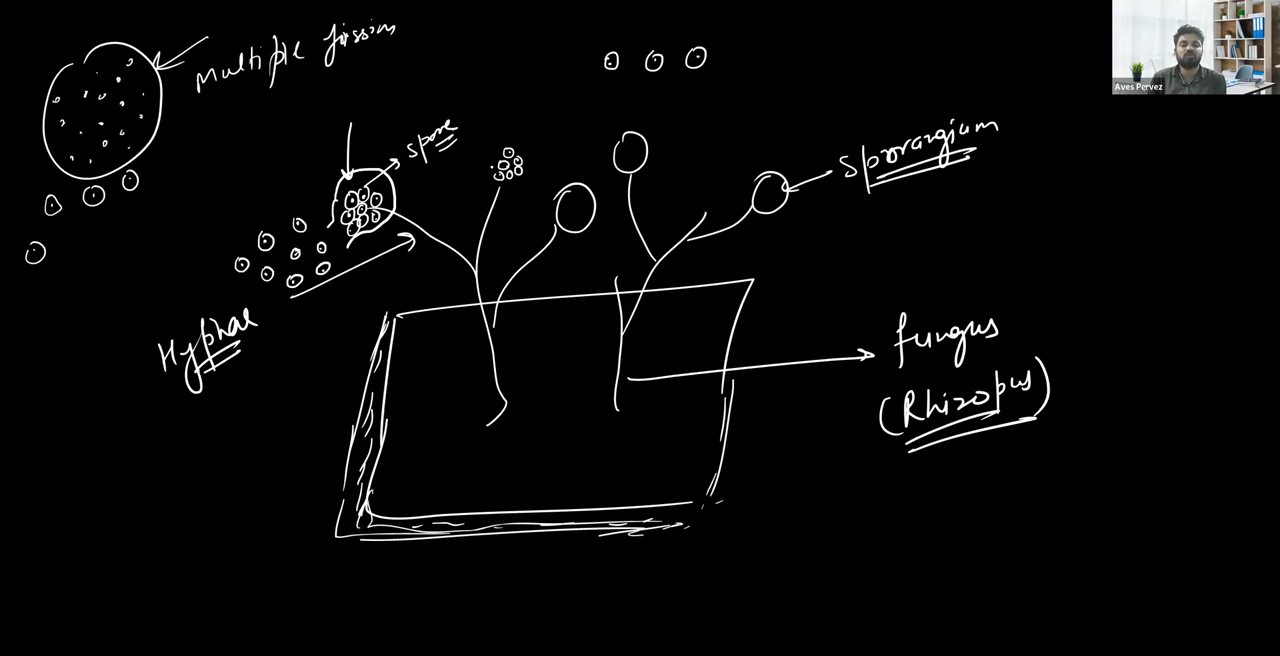 Multiple fission
Aves Pervez
spore
Sporangium
Hyphae
fungus
(Rhizopus)